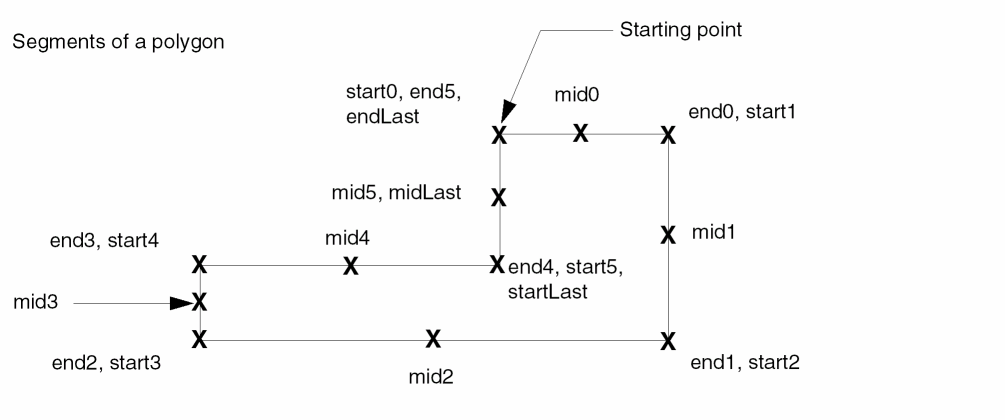 Starting point
Segments of a polygon
start0, end5,
endLast
mid0
end0, start1
mid5, midLast
mid1
end3, start4
mid4
end4, start5,
startLast
mid3
end2, start3
mid2
end1, start2